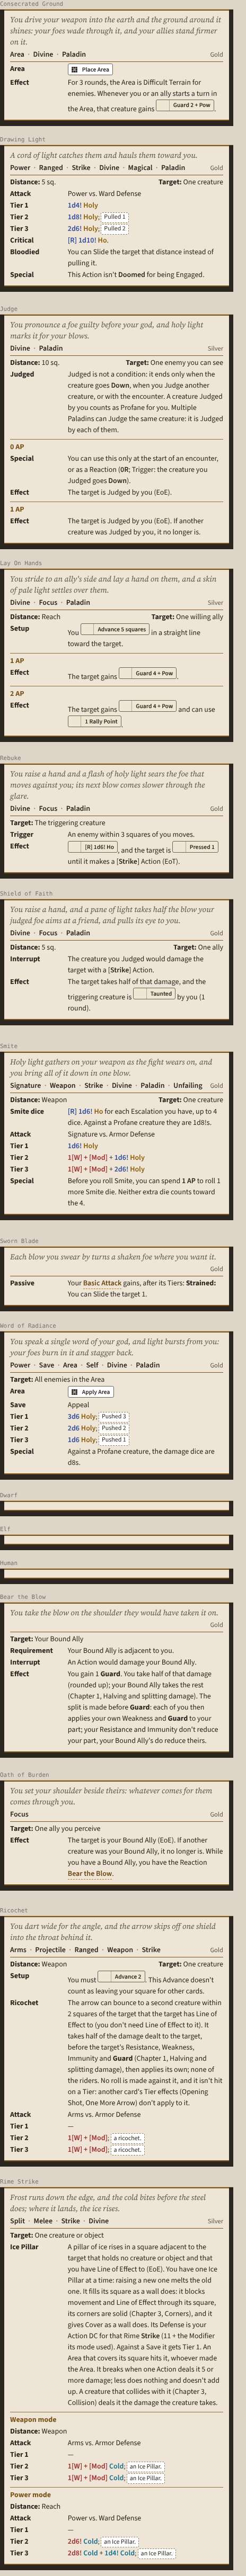 Consecrated Ground
You drive your weapon into the earth and the ground around it
shines; your foes wade through it, and your allies stand firmer
on it.
Area · Divine · Paladin Gold
Area Place Area
Effect For 3 rounds, the Area is Difficult Terrain for
enemies. Whenever you or an ally starts a turn in
the Area, that creature gains Guard 2 + Pow .
Drawing Light
A cord of light catches them and hauls them toward you.
Power · Ranged · Strike · Divine · Magical · Paladin Gold
Distance: 5 sq. Target: One creature
Attack Power vs. Ward Defense
Tier 1 1d4! Holy
Tier 2 1d8! Holy; Pulled 1
Tier 3 2d6! Holy; Pulled 2
Critical [R] 1d10! Ho.
Bloodied You can Slide the target that distance instead of
pulling it.
Special This Action isn't Doomed for being Engaged.
Judge
You pronounce a foe guilty before your god, and holy light
marks it for your blows.
Divine · Paladin Silver
Distance: 10 sq. Target: One enemy you can see
Judged Judged is not a condition: it ends only when the
creature goes Down, when you Judge another
creature, or with the encounter. A creature Judged
by you counts as Profane for you. Multiple
Paladins can Judge the same creature: it is Judged
by each of them.
0 AP
Special You can use this only at the start of an encounter,
or as a Reaction (0R; Trigger: the creature you
Judged goes Down).
Effect The target is Judged by you (EoE).
1 AP
Effect The target is Judged by you (EoE). If another
creature was Judged by you, it no longer is.
Lay On Hands
You stride to an ally's side and lay a hand on them, and a skin
of pale light settles over them.
Divine · Focus · Paladin Silver
Distance: Reach Target: One willing ally
Setup You Advance 5 squares in a straight line
toward the target.
1 AP
Effect The target gains Guard 4 + Pow .
2 AP
Effect The target gains Guard 4 + Pow and can use
1 Rally Point .
Rebuke
You raise a hand and a flash of holy light sears the foe that
moves against you; its next blow comes slower through the
glare.
Divine · Focus · Paladin Gold
Target: The triggering creature
Trigger An enemy within 3 squares of you moves.
Effect [R] 1d6! Ho , and the target is Pressed 1
until it makes a [Strike] Action (EoT).
Shield of Faith
You raise a hand, and a pane of light takes half the blow your
judged foe aims at a friend, and pulls its eye to you.
Divine · Focus · Paladin Gold
Distance: 5 sq. Target: One ally
Interrupt The creature you Judged would damage the
target with a [Strike] Action.
Effect The target takes half of that damage, and the
triggering creature is Taunted by you (1
round).
Smite
Holy light gathers on your weapon as the fight wears on, and
you bring all of it down in one blow.
Signature · Weapon · Strike · Divine · Paladin · Unfailing Gold
Distance: Weapon Target: One creature
Smite dice [R] 1d6! Ho for each Escalation you have, up to 4
dice. Against a Profane creature they are 1d8!s.
Attack Signature vs. Armor Defense
Tier 1 1d6! Holy
Tier 2 1[W] + [Mod] + 1d6! Holy
Tier 3 1[W] + [Mod] + 2d6! Holy
Special Before you roll Smite, you can spend 1 AP to roll 1
more Smite die. Neither extra die counts toward
the 4.
Sworn Blade
Each blow you swear by turns a shaken foe where you want it.
Gold
Passive Your Basic Attack gains, after its Tiers: Strained:
You can Slide the target 1.
Word of Radiance
You speak a single word of your god, and light bursts from you:
your foes burn in it and stagger back.
Power · Save · Area · Self · Divine · Paladin Gold
Target: All enemies in the Area
Area Apply Area
Save Appeal
Tier 1 3d6 Holy; Pushed 3
Tier 2 2d6 Holy; Pushed 2
Tier 3 1d6 Holy; Pushed 1
Special Against a Profane creature, the damage dice are
d8s.
Dwarf
Elf
Human
Bear the Blow
You take the blow on the shoulder they would have taken it on.
Gold
Target: Your Bound Ally
Requirement Your Bound Ally is adjacent to you.
Interrupt An Action would damage your Bound Ally.
Effect You gain 1 Guard. You take half of that damage
(rounded up); your Bound Ally takes the rest
(Chapter 1, Halving and splitting damage). The
split is made before Guard: each of you then
applies your own Weakness and Guard to your
part; your Resistance and Immunity don't reduce
your part, your Bound Ally's do reduce theirs.
Oath of Burden
You set your shoulder beside theirs: whatever comes for them
comes through you.
Focus Gold
Target: One ally you perceive
Effect The target is your Bound Ally (EoE). If another
creature was your Bound Ally, it no longer is. While
you have a Bound Ally, you have the Reaction
Bear the Blow.
Ricochet
You dart wide for the angle, and the arrow skips off one shield
into the throat behind it.
Arms · Projectile · Ranged · Weapon · Strike Gold
Distance: Weapon Target: One creature
Setup You must Advance 2 . This Advance doesn't
count as leaving your square for other cards.
Ricochet The arrow can bounce to a second creature within
2 squares of the target that the target has Line of
Effect to (you don't need Line of Effect to it). It
takes half of the damage dealt to the target,
before the target's Resistance, Weakness,
Immunity and Guard (Chapter 1, Halving and
splitting damage), then applies its own; none of
the riders. No roll is made against it, and it isn't hit
on a Tier: another card's Tier effects (Opening
Shot, One More Arrow) don't apply to it.
Attack Arms vs. Armor Defense
Tier 1 —
Tier 2 1[W] + [Mod]; a ricochet.
Tier 3 1[W] + [Mod]; a ricochet.
Rime Strike
Frost runs down the edge, and the cold bites before the steel
does; where it lands, the ice rises.
Split · Melee · Strike · Divine Silver
Target: One creature or object
Ice Pillar A pillar of ice rises in a square adjacent to the
target that holds no creature or object and that
you have Line of Effect to (EoE). You have one Ice
Pillar at a time: raising a new one melts the old
one. It fills its square as a wall does: it blocks
movement and Line of Effect through its square,
its corners are solid (Chapter 3, Corners), and it
gives Cover as a wall does. Its Defense is your
Action DC for that Rime Strike (11 + the Modifier
its mode used). Against a Save it gets Tier 1. An
Area that covers its square hits it, whoever made
the Area. It breaks when one Action deals it 5 or
more damage; less does nothing and doesn't add
up. A creature that collides with it (Chapter 3,
Collision) deals it the damage the creature takes.
Weapon mode
Distance: Weapon
Attack Arms vs. Armor Defense
Tier 1 —
Tier 2 1[W] + [Mod] Cold; an Ice Pillar.
Tier 3 1[W] + [Mod] Cold; an Ice Pillar.
Power mode
Distance: Reach
Attack Power vs. Ward Defense
Tier 1 —
Tier 2 2d6! Cold; an Ice Pillar.
Tier 3 2d8! Cold + 1d4! Cold; an Ice Pillar.